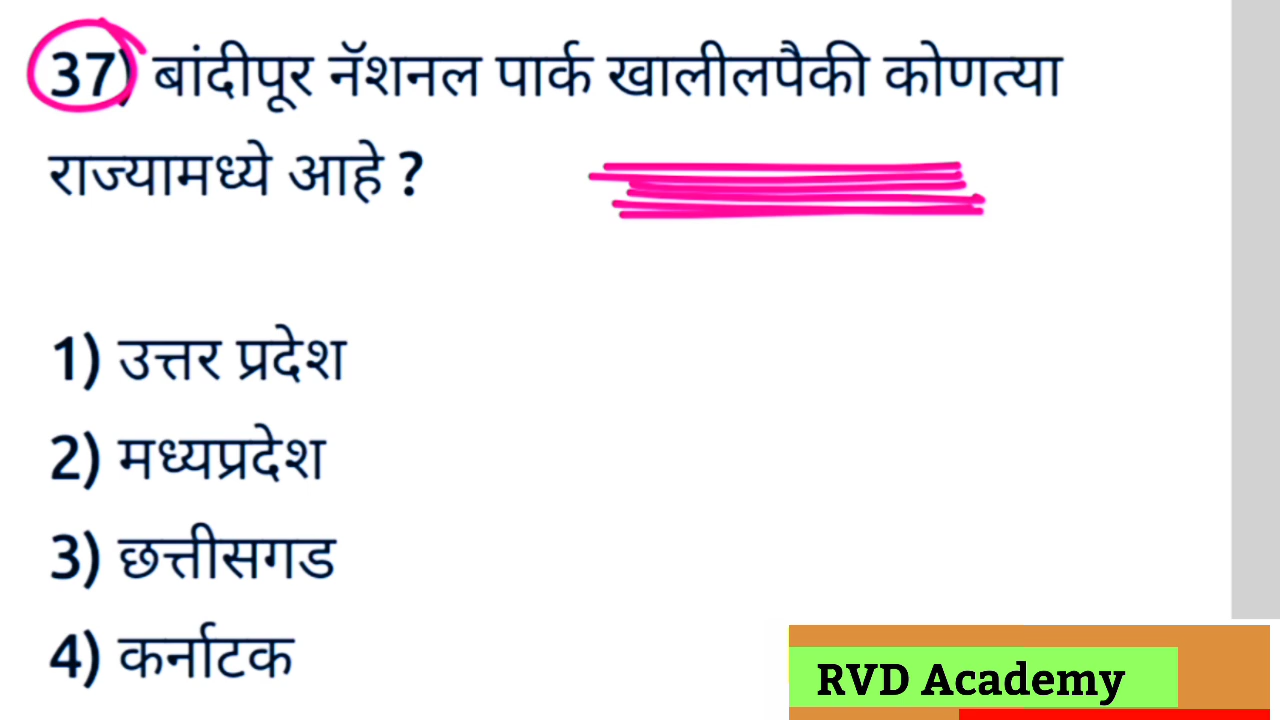 37) बांदीपूर नॅशनल पार्क खालीलपैकी कोणत्या
राज्यामध्ये आहे ?
1) उत्तर प्रदेश
2) मध्यप्रदेश
3) छत्तीसगड
4) कर्नाटक
RVD Academy